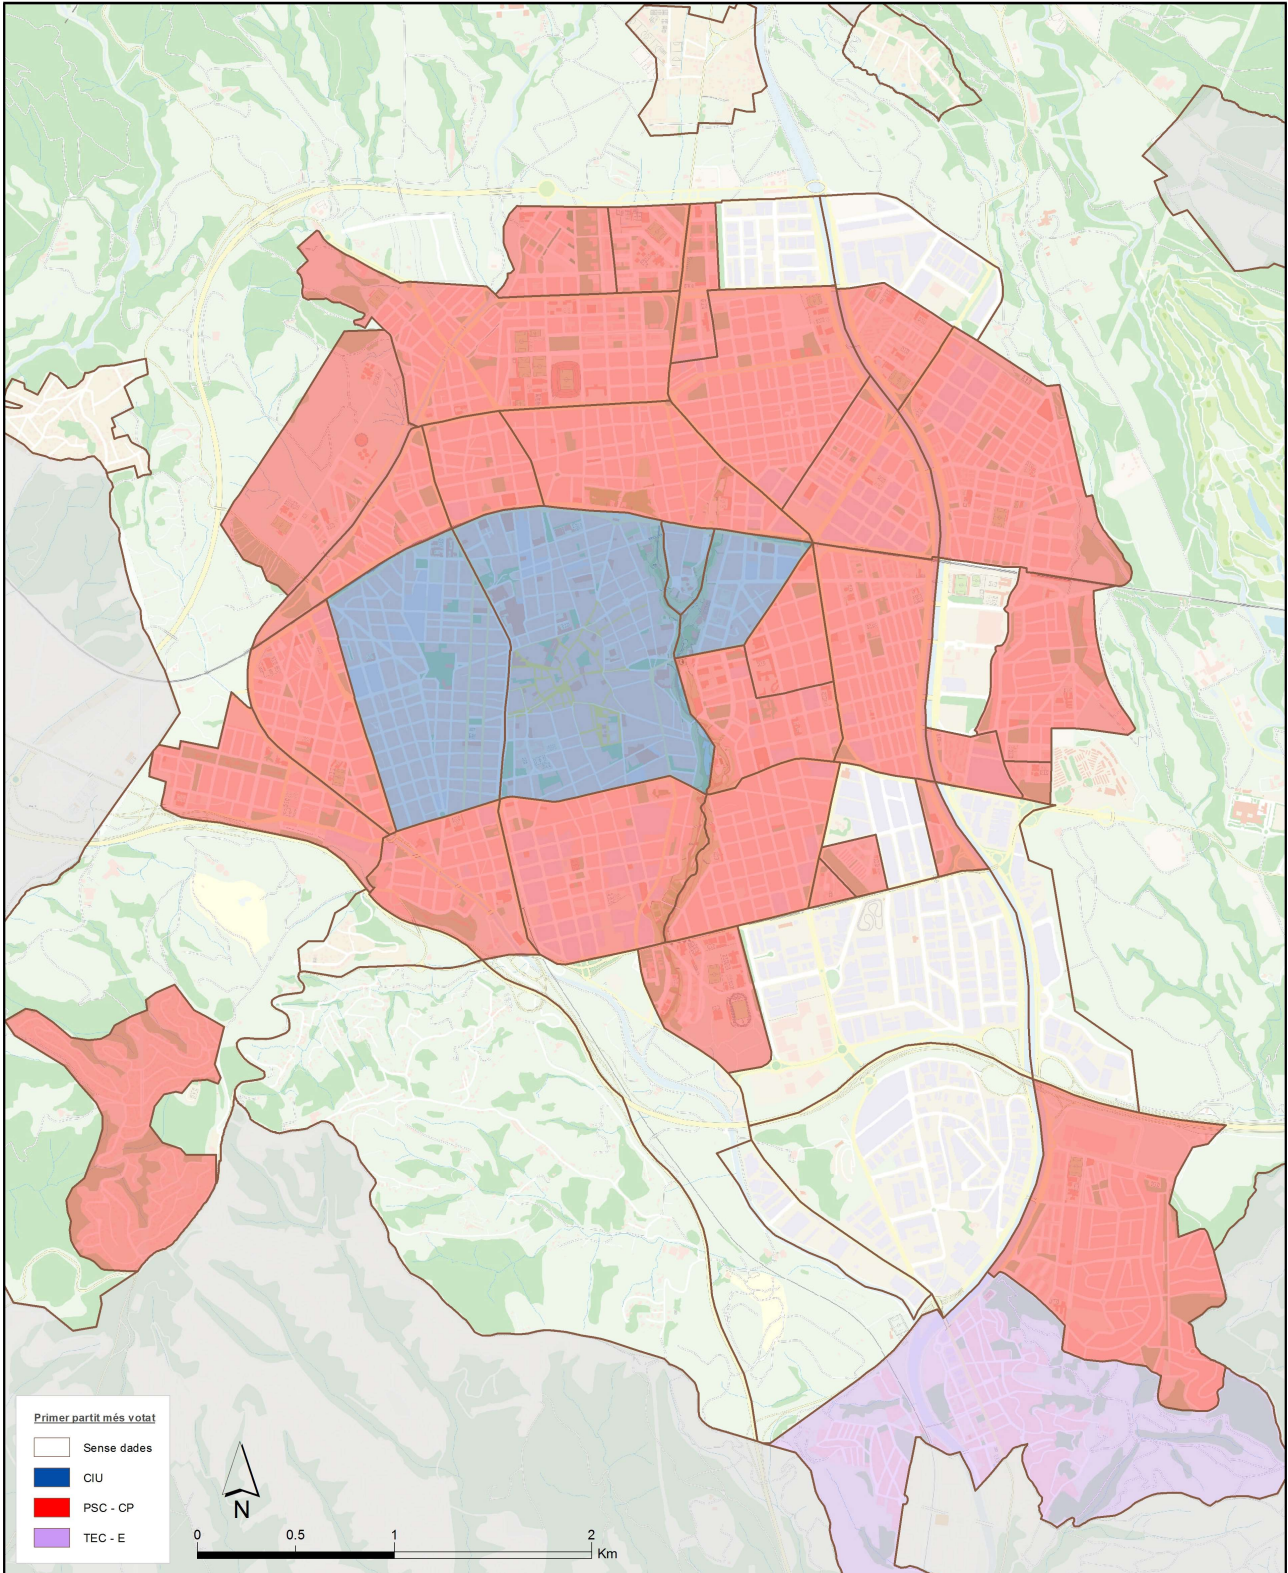 Primer partit més votat
Sense dades
CIU
PSC - CP
TEC - E
N
0 0.5 1 2
Km